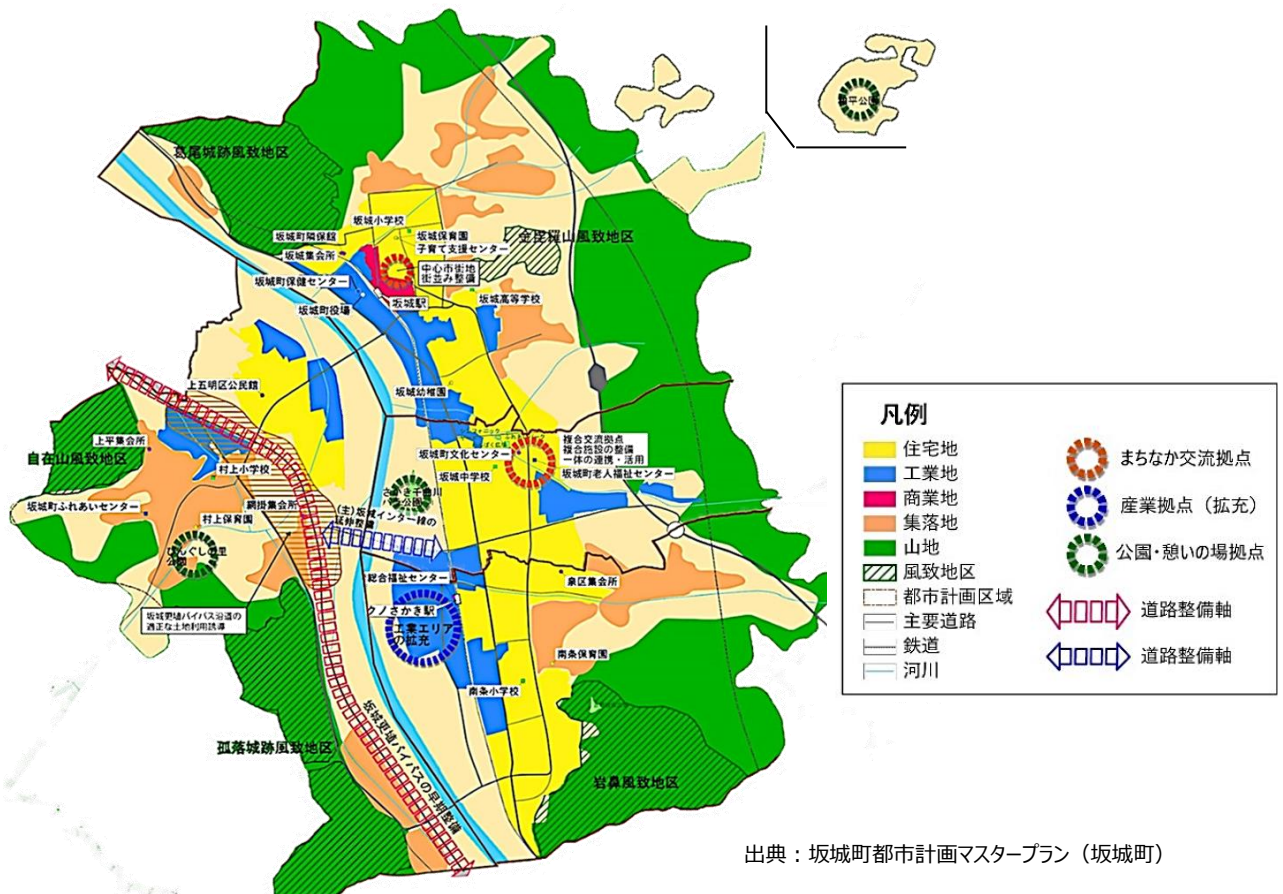 葛尾城跡風致地区
坂城小学校
坂城町隣保館
坂城保育園
子育て支援センター
金毘羅山風致地区
坂城集会所
中心市街地
街並み整備
坂城町保健センター
坂城駅
坂城高等学校
坂城町役場
上五明区公民館
坂城幼稚園
上平集会所
自在山風致地区
村上小学校
坂城町文化センター
複合交流拠点
複合施設の整備
一体の連携・活用
坂城中学校
坂城町老人福祉センター
坂城町ふれあいセンター
網掛集会所
さかき千曲川
(主)坂城インター線の
延伸整備
村上保育園
びんぐしの里
総合福祉センター
泉区集会所
坂城更埴バイパス沿道の
適正な土地利用誘導
テクノさかき駅
工業エリア
の拡充
南条保育園
南条小学校
坂城更埴バイパスの早期整備
狐落城跡風致地区
岩鼻風致地区
凡例
住宅地
工業地
商業地
集落地
山地
風致地区
都市計画区域
主要道路
鉄道
河川
まちなか交流拠点
産業拠点（拡充）
公園・憩いの場拠点
道路整備軸
道路整備軸
出典：坂城町都市計画マスタープラン（坂城町）